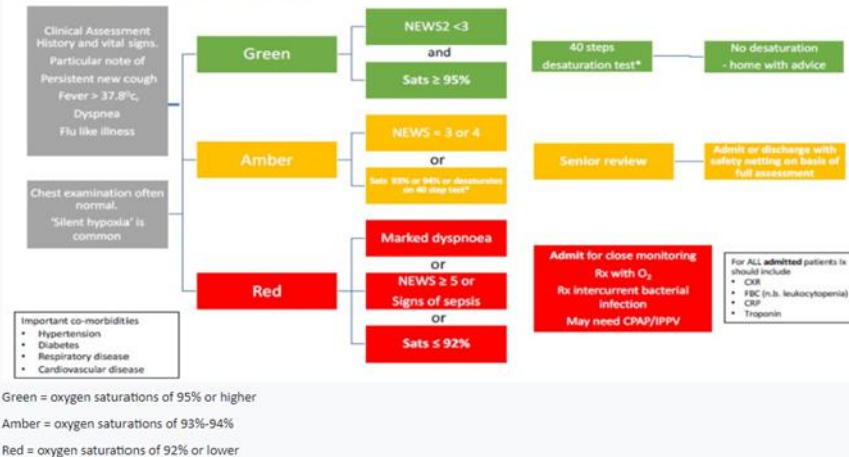 Clinical Assessment
History and vital signs.
Particular note of
Persistent new cough
Fever > 37.8⁰c,
Dyspnea
Flu like illness
Chest examination often
normal.
'Silent hypoxia' is
common
Important co-morbidities
• Hypertension
• Diabetes
• Respiratory disease
• Cardiovascular disease
Green
NEWS2 <3
and
Sats ≥ 95%
40 steps
desaturation test*
No desaturation
- home with advice
Amber
NEWS = 3 or 4
or
Sats 93% or 94% or desaturates
on 40 step test*
Senior review
Admit or discharge with
safety netting on basis of
full assessment
Red
Marked dyspnoea
or
NEWS ≥ 5 or
Signs of sepsis
or
Sats ≤ 92%
Admit for close monitoring
Rx with O₂
Rx intercurrent bacterial
infection
May need CPAP/IPPV
For ALL admitted patients Ix
should include
• CXR
• FBC (n.b. leukocytopenia)
• CRP
• Troponin
Green = oxygen saturations of 95% or higher
Amber = oxygen saturations of 93%-94%
Red = oxygen saturations of 92% or lower